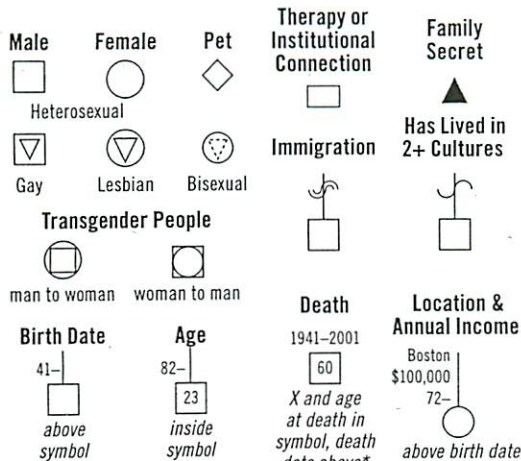 Male Female Pet
Heterosexual
Gay Lesbian Bisexual
Transgender People
man to woman woman to man
Birth Date
41–
above
symbol
Age
82–
23
inside
symbol
Therapy or
Institutional
Connection
Family
Secret
Immigration
Has Lived in
2+ Cultures
Death
1941–2001
60
X and age
at death in
symbol, death
date above*
Location &
Annual Income
Boston
$100,000
72–
above birth date